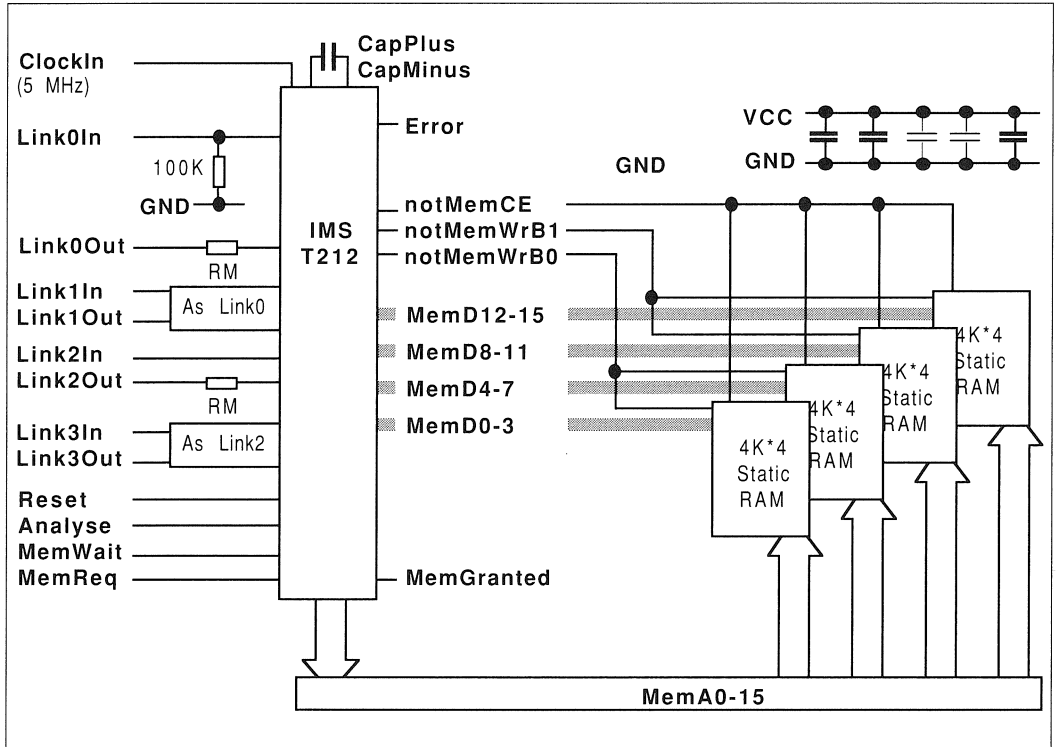 CapPlus
CapMinus
ClockIn
(5 MHz)
Link0In
100K
GND
Link0Out
RM
Link1In
Link1Out
As Link0
Link2In
Link2Out
RM
Link3In
Link3Out
As Link2
Reset
Analyse
MemWait
MemReq
IMS
T212
Error
notMemCE
notMemWrB1
notMemWrB0
MemD12-15
MemD8-11
MemD4-7
MemD0-3
MemGranted
GND
VCC
GND
4K*4
Static
RAM
4K*4
Static
RAM
4K*4
Static
RAM
4K*4
Static
RAM
MemA0-15